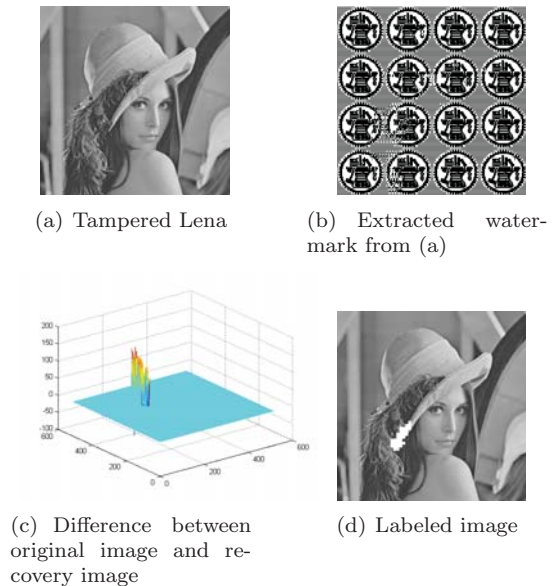 (a) Tampered Lena
(b) Extracted water-
mark from (a)
200
150
100
50
0
-50
-100
600
400
200
0
0
200
400
600
(c) Difference between
original image and re-
covery image
(d) Labeled image